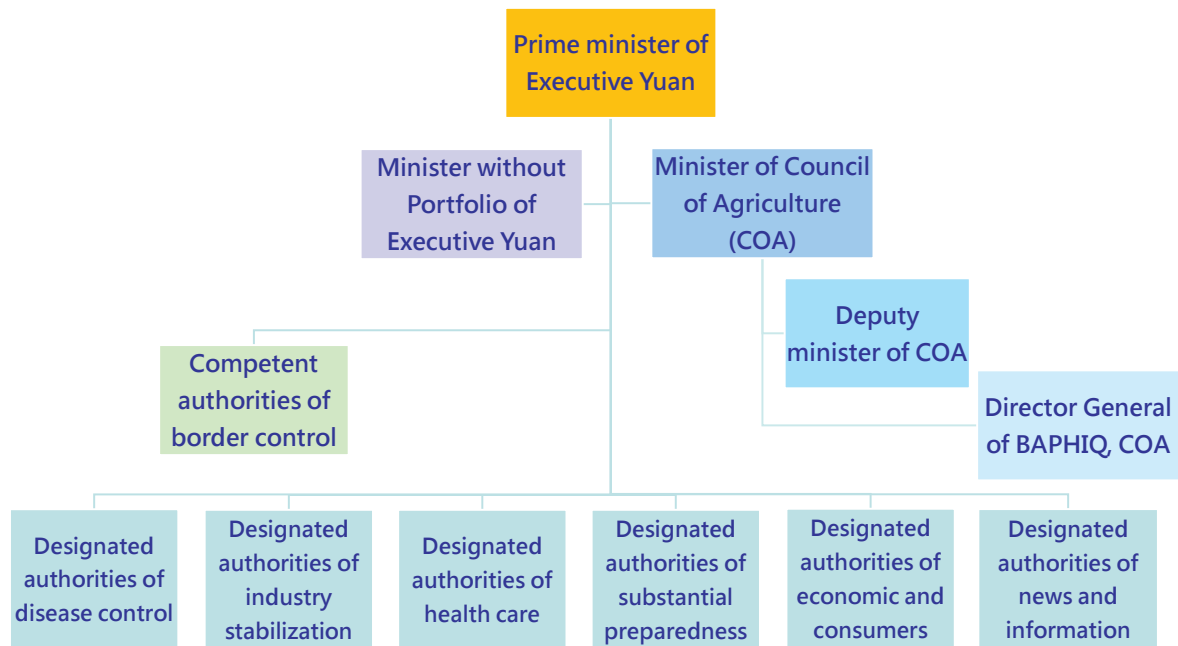 Prime minister of
Executive Yuan
Minister without
Portfolio of
Executive Yuan
Minister of Council
of Agriculture
(COA)
Deputy
minister of COA
Competent
authorities of
border control
Director General
of BAPHIQ, COA
Designated
authorities of
disease control
Designated
authorities of
industry
stabilization
Designated
authorities of
health care
Designated
authorities of
substantial
preparedness
Designated
authorities of
economic and
consumers
Designated
authorities of
news and
information